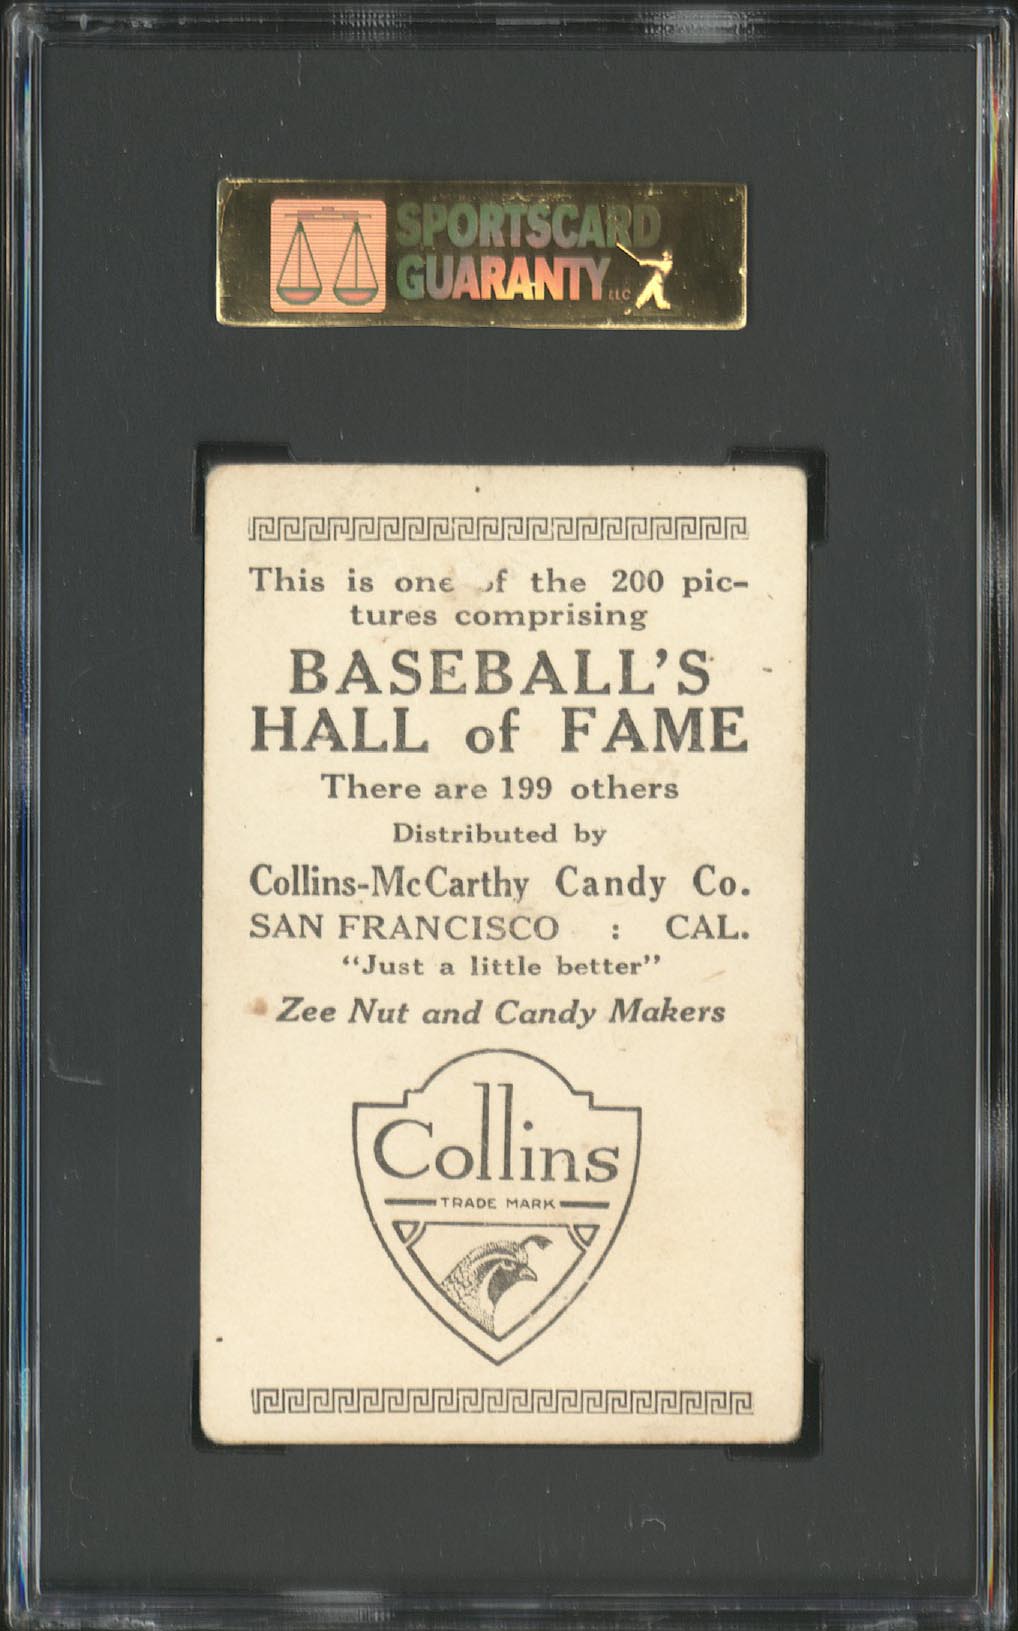 SPORTSCARD
GUARANTY LLC
This is one of the 200 pic-
tures comprising
BASEBALL'S
HALL of FAME
There are 199 others
Distributed by
Collins-McCarthy Candy Co.
SAN FRANCISCO : CAL.
"Just a little better"
Zee Nut and Candy Makers
Collins
TRADE MARK